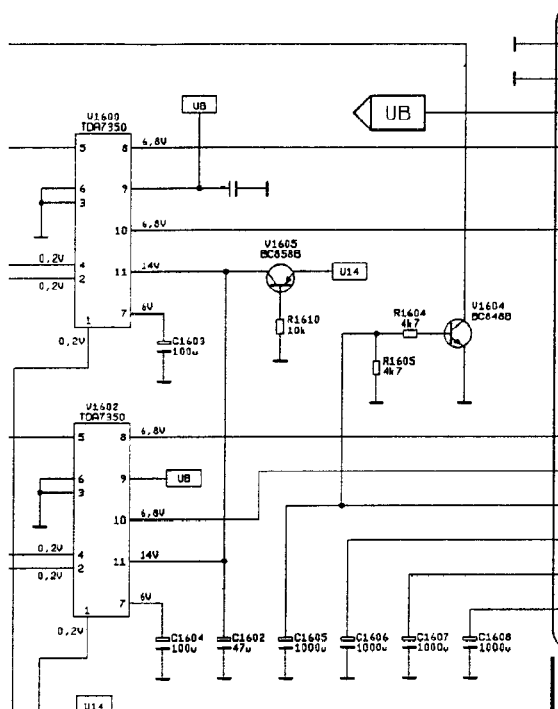 UB
UB
V1600
TDA7350
5
8
6,8V
6
9
3
10
6,8V
V1605
BC858B
0,2V
4
11
14V
U14
2
0,2V
R1610
10k
7
6V
1
0,2V
C1603
100u
R1604
4k7
V1604
BC848B
R1605
4k7
V1602
TDA7350
5
8
6,8V
6
9
UB
3
10
6,8V
0,2V
4
11
14V
2
0,2V
7
6V
1
0,2V
C1604
100u
C1602
47u
C1605
1000u
C1606
1000u
C1607
1000u
C1608
1000u
U14